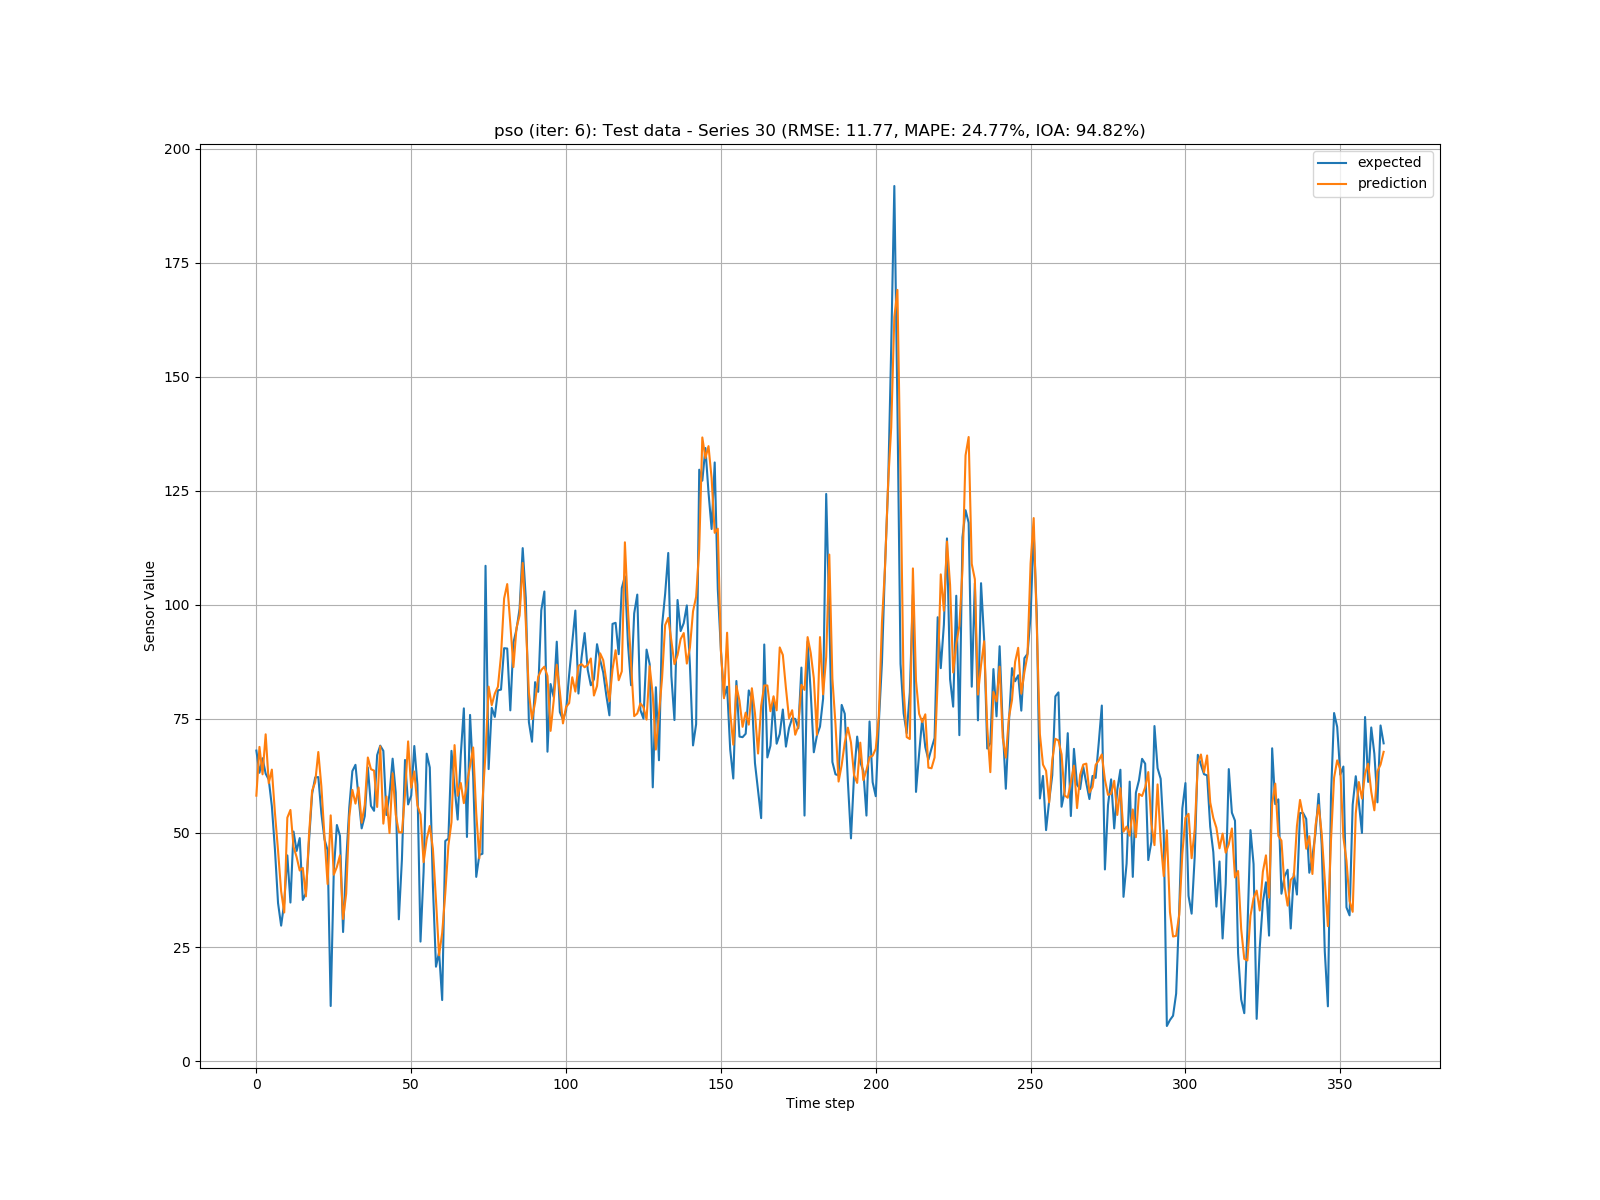 pso (iter: 6): Test data - Series 30 (RMSE: 11.77, MAPE: 24.77%, IOA: 94.82%)
expected
prediction
200
175
150
125
100
75
50
25
0
Sensor Value
0 50 100 150 200 250 300 350
Time step